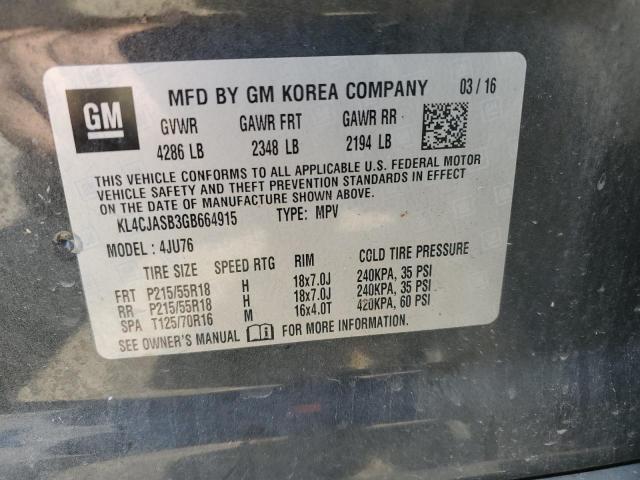 GM
MFD BY GM KOREA COMPANY 03 / 16
GVWR GAWR FRT GAWR RR
4286 LB 2348 LB 2194 LB
THIS VEHICLE CONFORMS TO ALL APPLICABLE U.S. FEDERAL MOTOR
VEHICLE SAFETY AND THEFT PREVENTION STANDARDS IN EFFECT
ON THE DATE OF MANUFACTURE SHOWN ABOVE.
KL4CJASB3GB664915 TYPE: MPV
MODEL : 4JU76
TIRE SIZE SPEED RTG RIM COLD TIRE PRESSURE
FRT P215/55R18 H 18x7.0J 240KPA, 35 PSI
RR P215/55R18 H 18x7.0J 240KPA, 35 PSI
SPA T125/70R16 M 16x4.0T 420KPA, 60 PSI
SEE OWNER'S MANUAL FOR MORE INFORMATION.